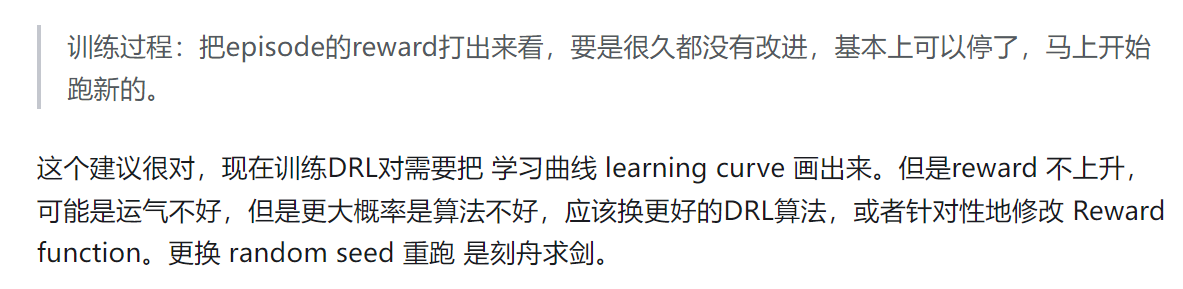 训练过程：把episode的reward打出来看，要是很久都没有改进，基本上可以停了，马上开始
跑新的。
这个建议很对，现在训练DRL对需要把 学习曲线 learning curve 画出来。但是reward 不上升，
可能是运气不好，但是更大概率是算法不好，应该换更好的DRL算法，或者针对性地修改 Reward
function。更换 random seed 重跑 是刻舟求剑。